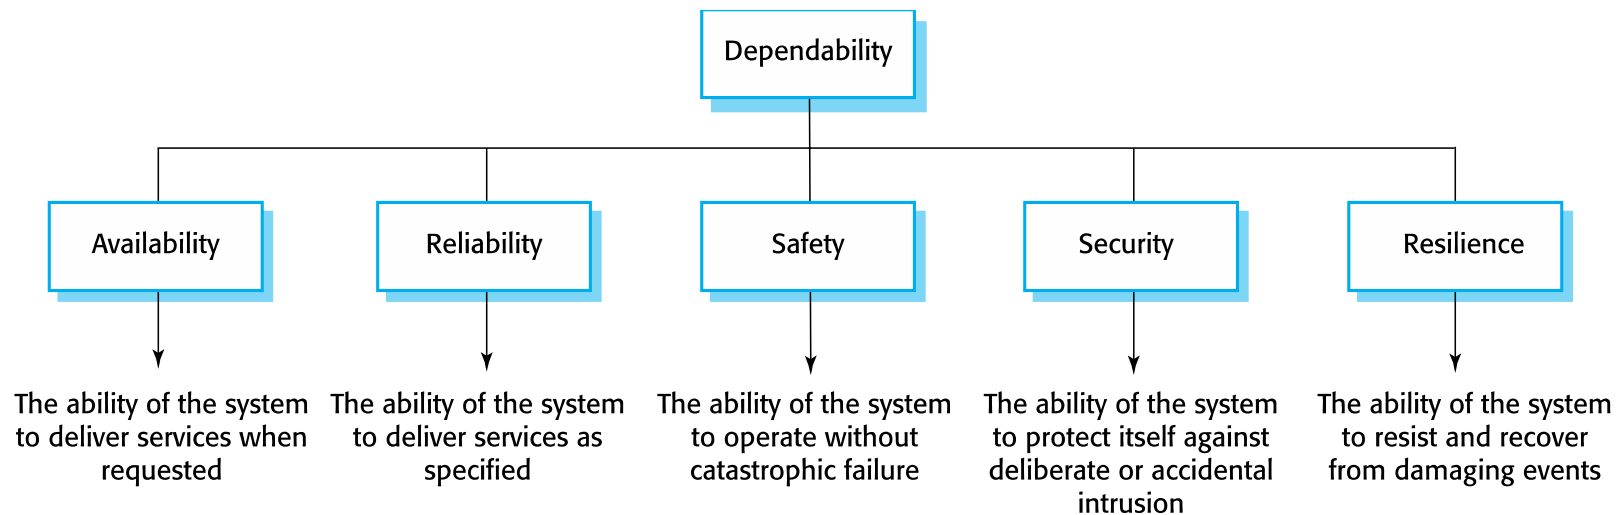 Dependability
Availability
Reliability
Safety
Security
Resilience
The ability of the system
to deliver services when
requested
The ability of the system
to deliver services as
specified
The ability of the system
to operate without
catastrophic failure
The ability of the system
to protect itself against
deliberate or accidental
intrusion
The ability of the system
to resist and recover
from damaging events